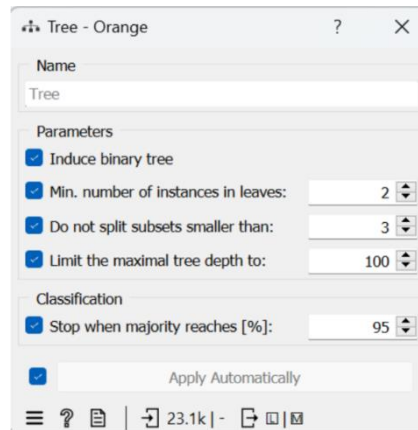 Tree - Orange ? X
Name
Tree
Parameters
Induce binary tree
Min. number of instances in leaves: 2
Do not split subsets smaller than: 3
Limit the maximal tree depth to: 100
Classification
Stop when majority reaches [%]: 95
Apply Automatically
? 23.1k | - L | M